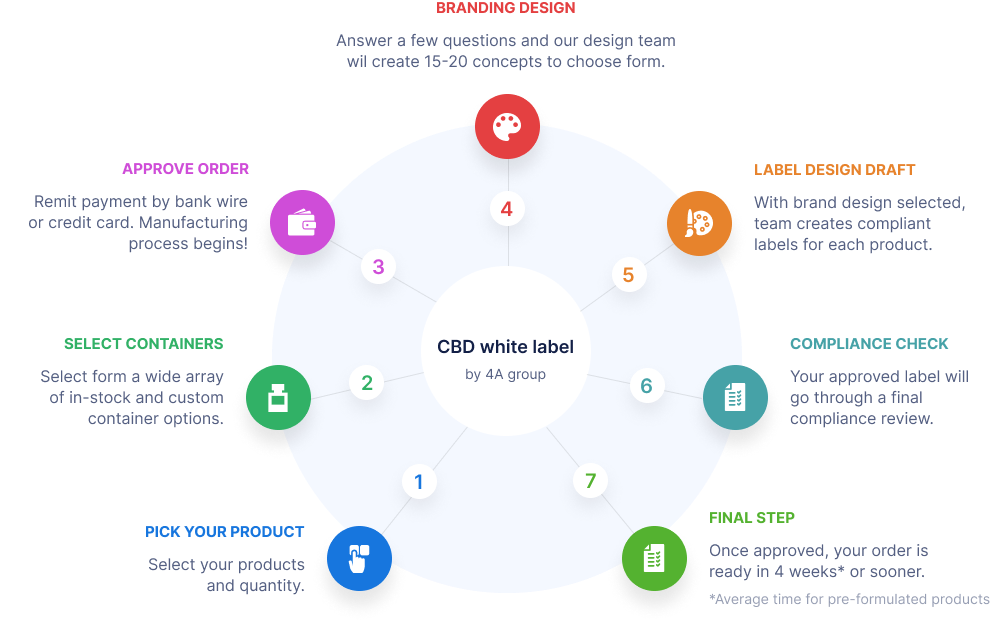 BRANDING DESIGN
Answer a few questions and our design team
wil create 15-20 concepts to choose form.
4
APPROVE ORDER
Remit payment by bank wire
or credit card. Manufacturing
process begins!
3
LABEL DESIGN DRAFT
With brand design selected,
team creates compliant
labels for each product.
5
CBD white label
by 4A group
SELECT CONTAINERS
Select form a wide array
of in-stock and custom
container options.
2
COMPLIANCE CHECK
Your approved label will
go through a final
compliance review.
6
PICK YOUR PRODUCT
Select your products
and quantity.
1
FINAL STEP
Once approved, your order is
ready in 4 weeks* or sooner.
*Average time for pre-formulated products
7